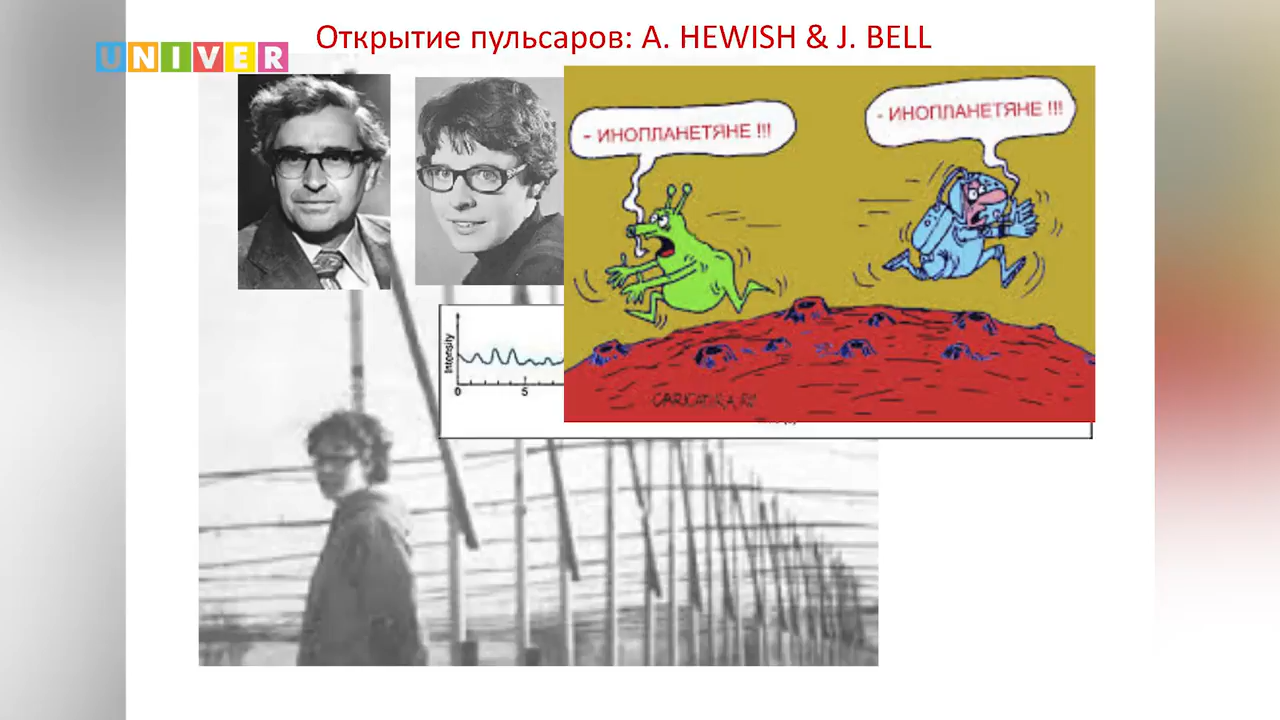 Открытие пульсаров: A. HEWISH & J. BELL
UNIVER
- ИНОПЛАНЕТЯНЕ !!!
- ИНОПЛАНЕТЯНЕ !!!
Intensity
0 5
CARICATURA.RU